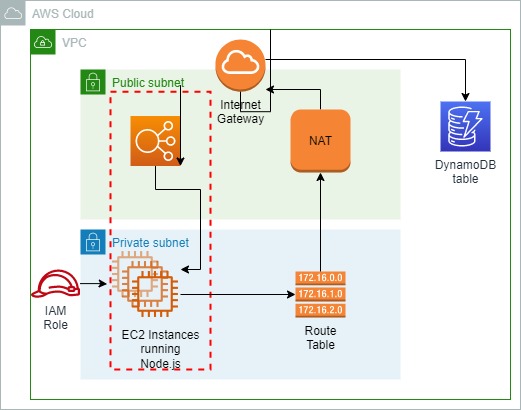 AWS Cloud
VPC
Public subnet
Internet
Gateway
NAT
DynamoDB
table
Private subnet
IAM
Role
EC2 Instances
running
Node.js
172.16.0.0
172.16.1.0
172.16.2.0
Route
Table